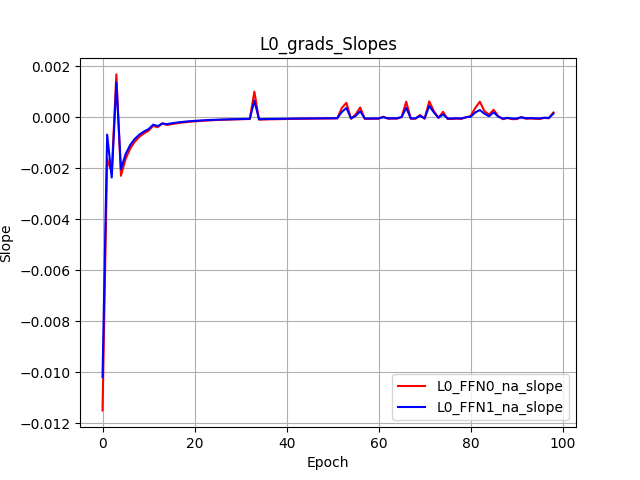 L0_grads_Slopes
0.002
0.000
−0.002
−0.004
−0.006
−0.008
−0.010
−0.012
Slope
0 20 40 60 80 100
Epoch
L0_FFN0_na_slope
L0_FFN1_na_slope